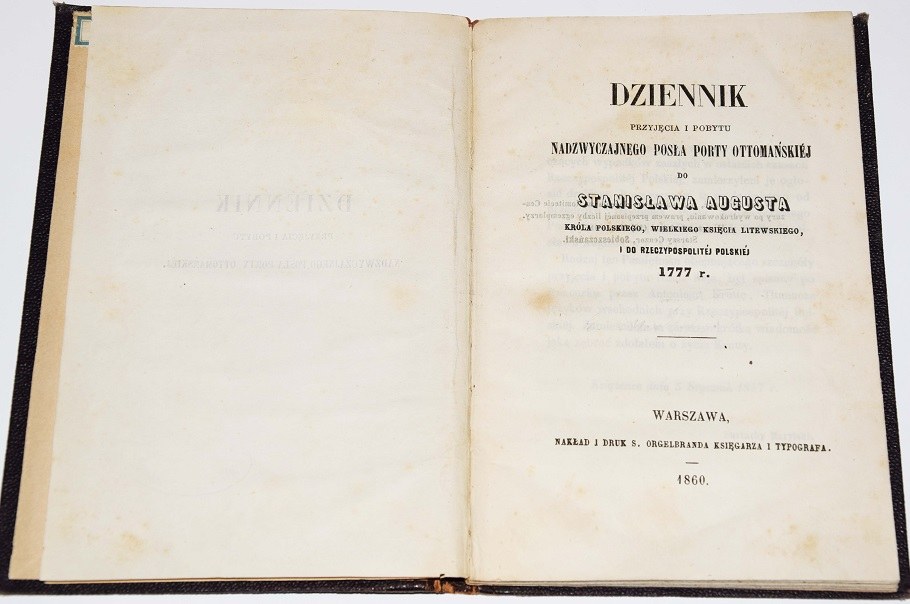 DZIENNIK
PRZYJĘCIA I POBYTU
NADZWYCZAJNEGO POSŁA PORTY OTTOMAŃSKIÉJ
DO
STANISŁAWA AUGUSTA
KRÓLA POLSKIEGO, WIELKIEGO KSIĘCIA LITEWSKIEGO,
I DO RZECZYPOSPOLITÉJ POLSKIÉJ
1777 r.
WARSZAWA,
NAKŁAD I DRUK S. ORGELBRANDA KSIĘGARZA I TYPOGRAFA.
1860.